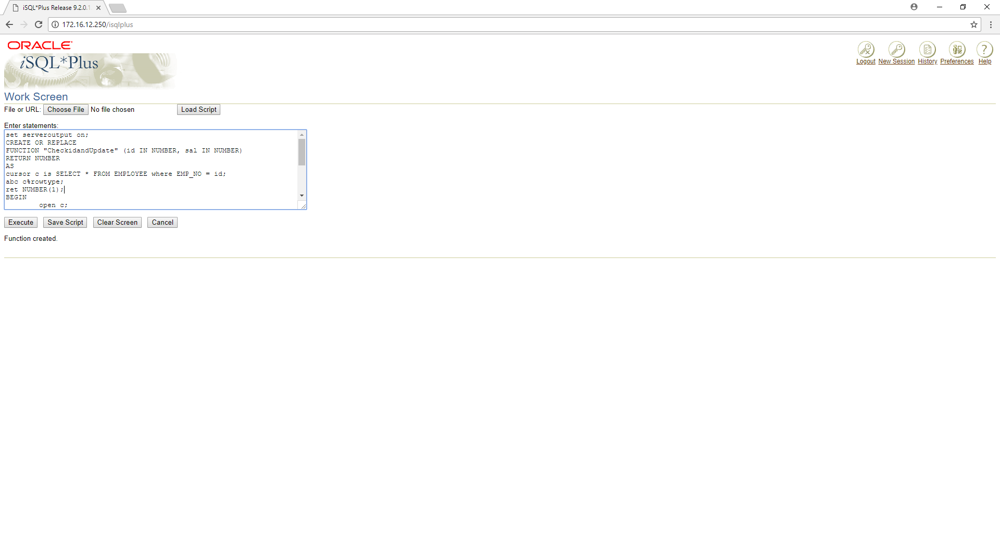 iSQL*Plus Release 9.2.0.1
172.16.12.250/isqlplus
ORACLE
iSQL*Plus
Logout New Session History Preferences Help
Work Screen
File or URL: Choose File No file chosen Load Script
Enter statements:
set serveroutput on;
CREATE OR REPLACE
FUNCTION "CheckidandUpdate" (id IN NUMBER, sal IN NUMBER)
RETURN NUMBER
AS
cursor c is SELECT * FROM EMPLOYEE where EMP_NO = id;
abc c%rowtype;
ret NUMBER(1);
BEGIN
open c;
Execute Save Script Clear Screen Cancel
Function created.